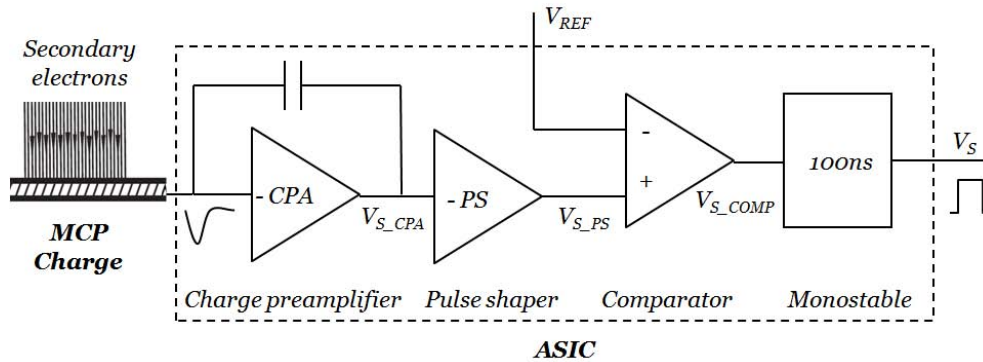 Secondary
electrons
V_REF
- CPA
- PS
-
+
100ns
V_S
V_S_CPA
V_S_PS
V_S_COMP
MCP
Charge
Charge preamplifier
Pulse shaper
Comparator
Monostable
ASIC